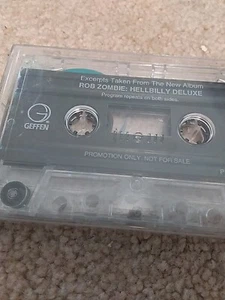 Excerpts Taken From The New Album
ROB ZOMBIE: HELLBILLY DELUXE
Program repeats on both sides.
GEFFEN
PROMOTION ONLY, NOT FOR SALE.